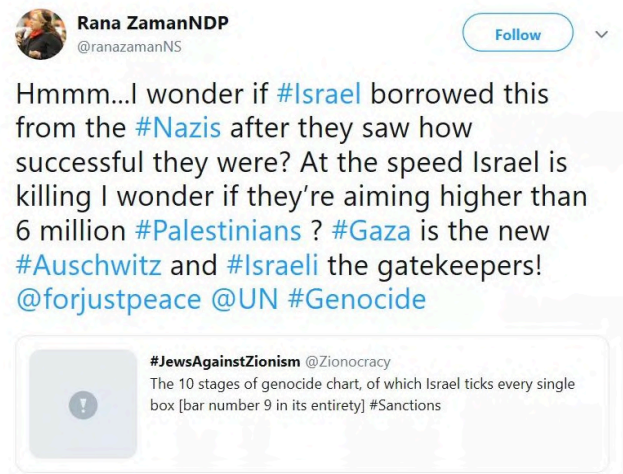 Rana ZamanNDP
@ranazamanNS
Follow
Hmmm...I wonder if #Israel borrowed this
from the #Nazis after they saw how
successful they were? At the speed Israel is
killing I wonder if they're aiming higher than
6 million #Palestinians ? #Gaza is the new
#Auschwitz and #Israeli the gatekeepers!
@forjustpeace @UN #Genocide
#JewsAgainstZionism @Zionocracy
The 10 stages of genocide chart, of which Israel ticks every single
box [bar number 9 in its entirety] #Sanctions